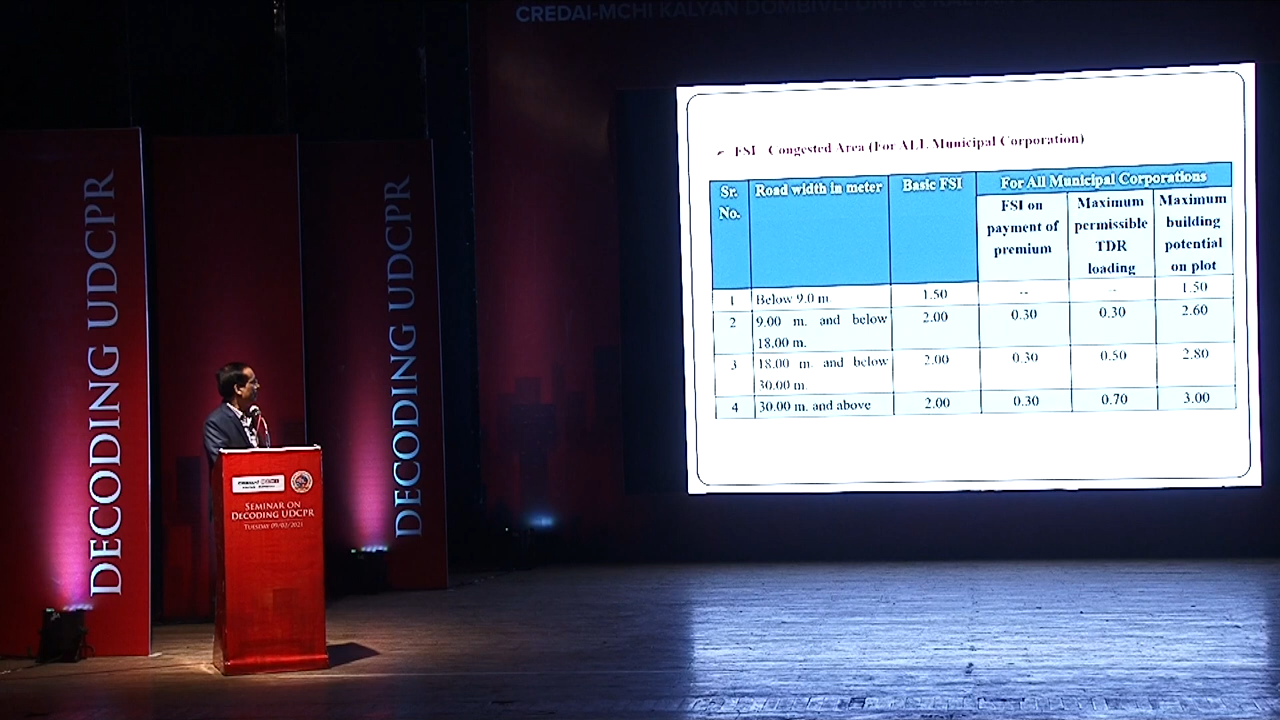 CREDAI-MCHI KALYAN DOMBIVLI UNIT &
DECODING UDCPR
DECODING UDCPR
SEMINAR ON
DECODING UDCPR
TUESDAY 09/02/2021
FSI Congested Area (For ALL Municipal Corporation)
Sr. No. Road width in meter Basic FSI For All Municipal Corporations
FSI on payment of premium Maximum permissible TDR loading Maximum building potential on plot
1 Below 9.0 m 1.50 -- - 1.50
2 9.00 m. and below 18.00 m. 2.00 0.30 0.30 2.60
3 18.00 m. and below 30.00 m. 2.00 0.30 0.50 2.80
4 30.00 m. and above 2.00 0.30 0.70 3.00